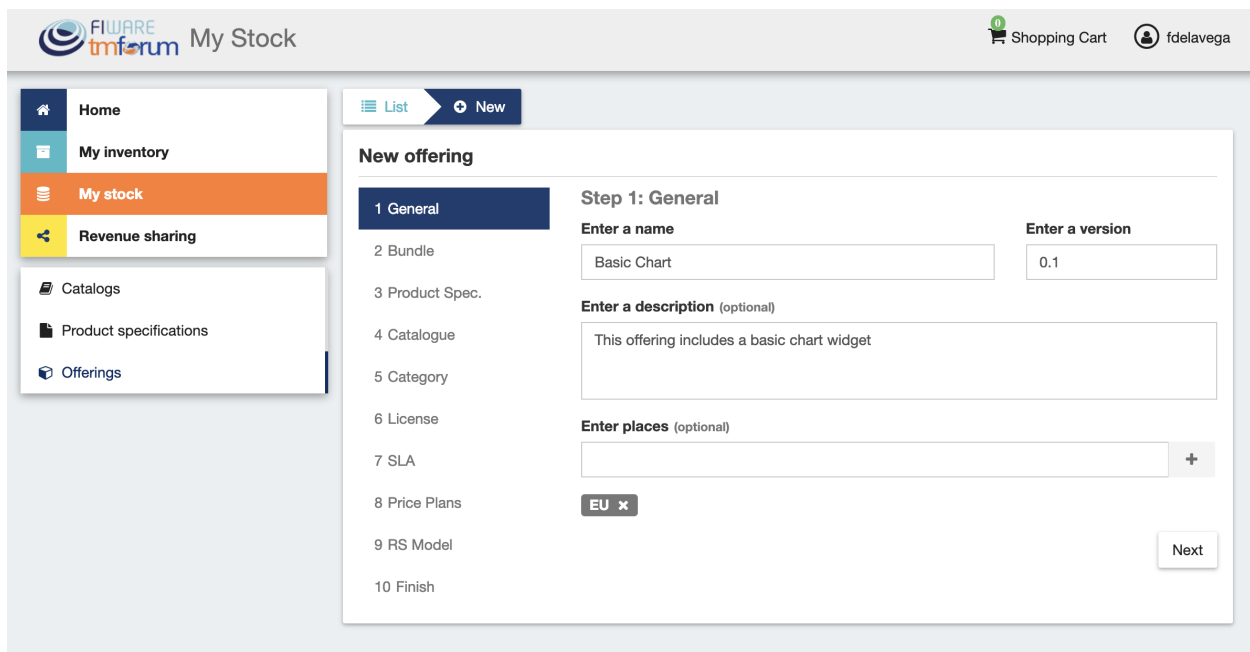 FIWARE
tmforum
My Stock
0
Shopping Cart
fdelavega
Home
My inventory
My stock
Revenue sharing
Catalogs
Product specifications
Offerings
List
New
New offering
1 General
2 Bundle
3 Product Spec.
4 Catalogue
5 Category
6 License
7 SLA
8 Price Plans
9 RS Model
10 Finish
Step 1: General
Enter a name
Enter a version
Basic Chart
0.1
Enter a description (optional)
This offering includes a basic chart widget
Enter places (optional)
EU
Next